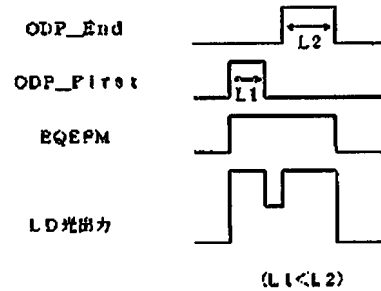 ODP_End
L2
ODP_First
L1
EQEPM
LD光出力
(L1<L2)